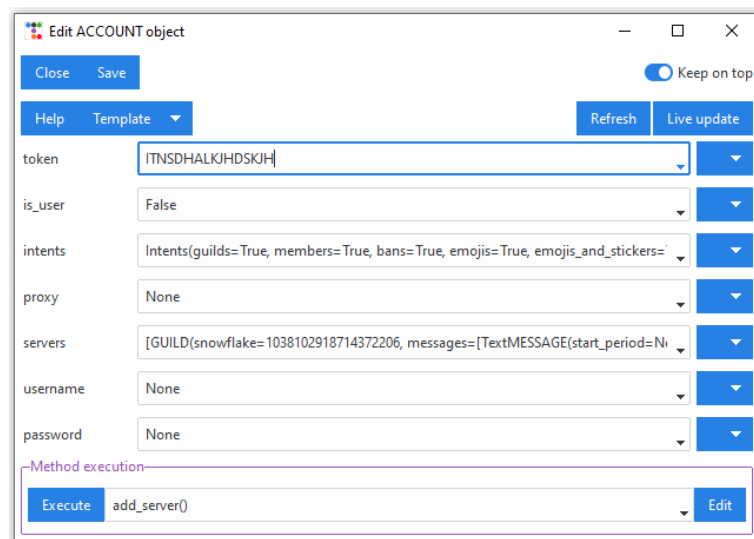 Edit ACCOUNT object
Close Save Keep on top
Help Template Refresh Live update
token ITNSDHALKJHDSKJH
is_user False
intents Intents(guilds=True, members=True, bans=True, emojis=True, emojis_and_stickers=
proxy None
servers [GUILD(snowflake=1038102918714372206, messages=[TextMESSAGE(start_period=No
username None
password None
Method execution
Execute add_server() Edit